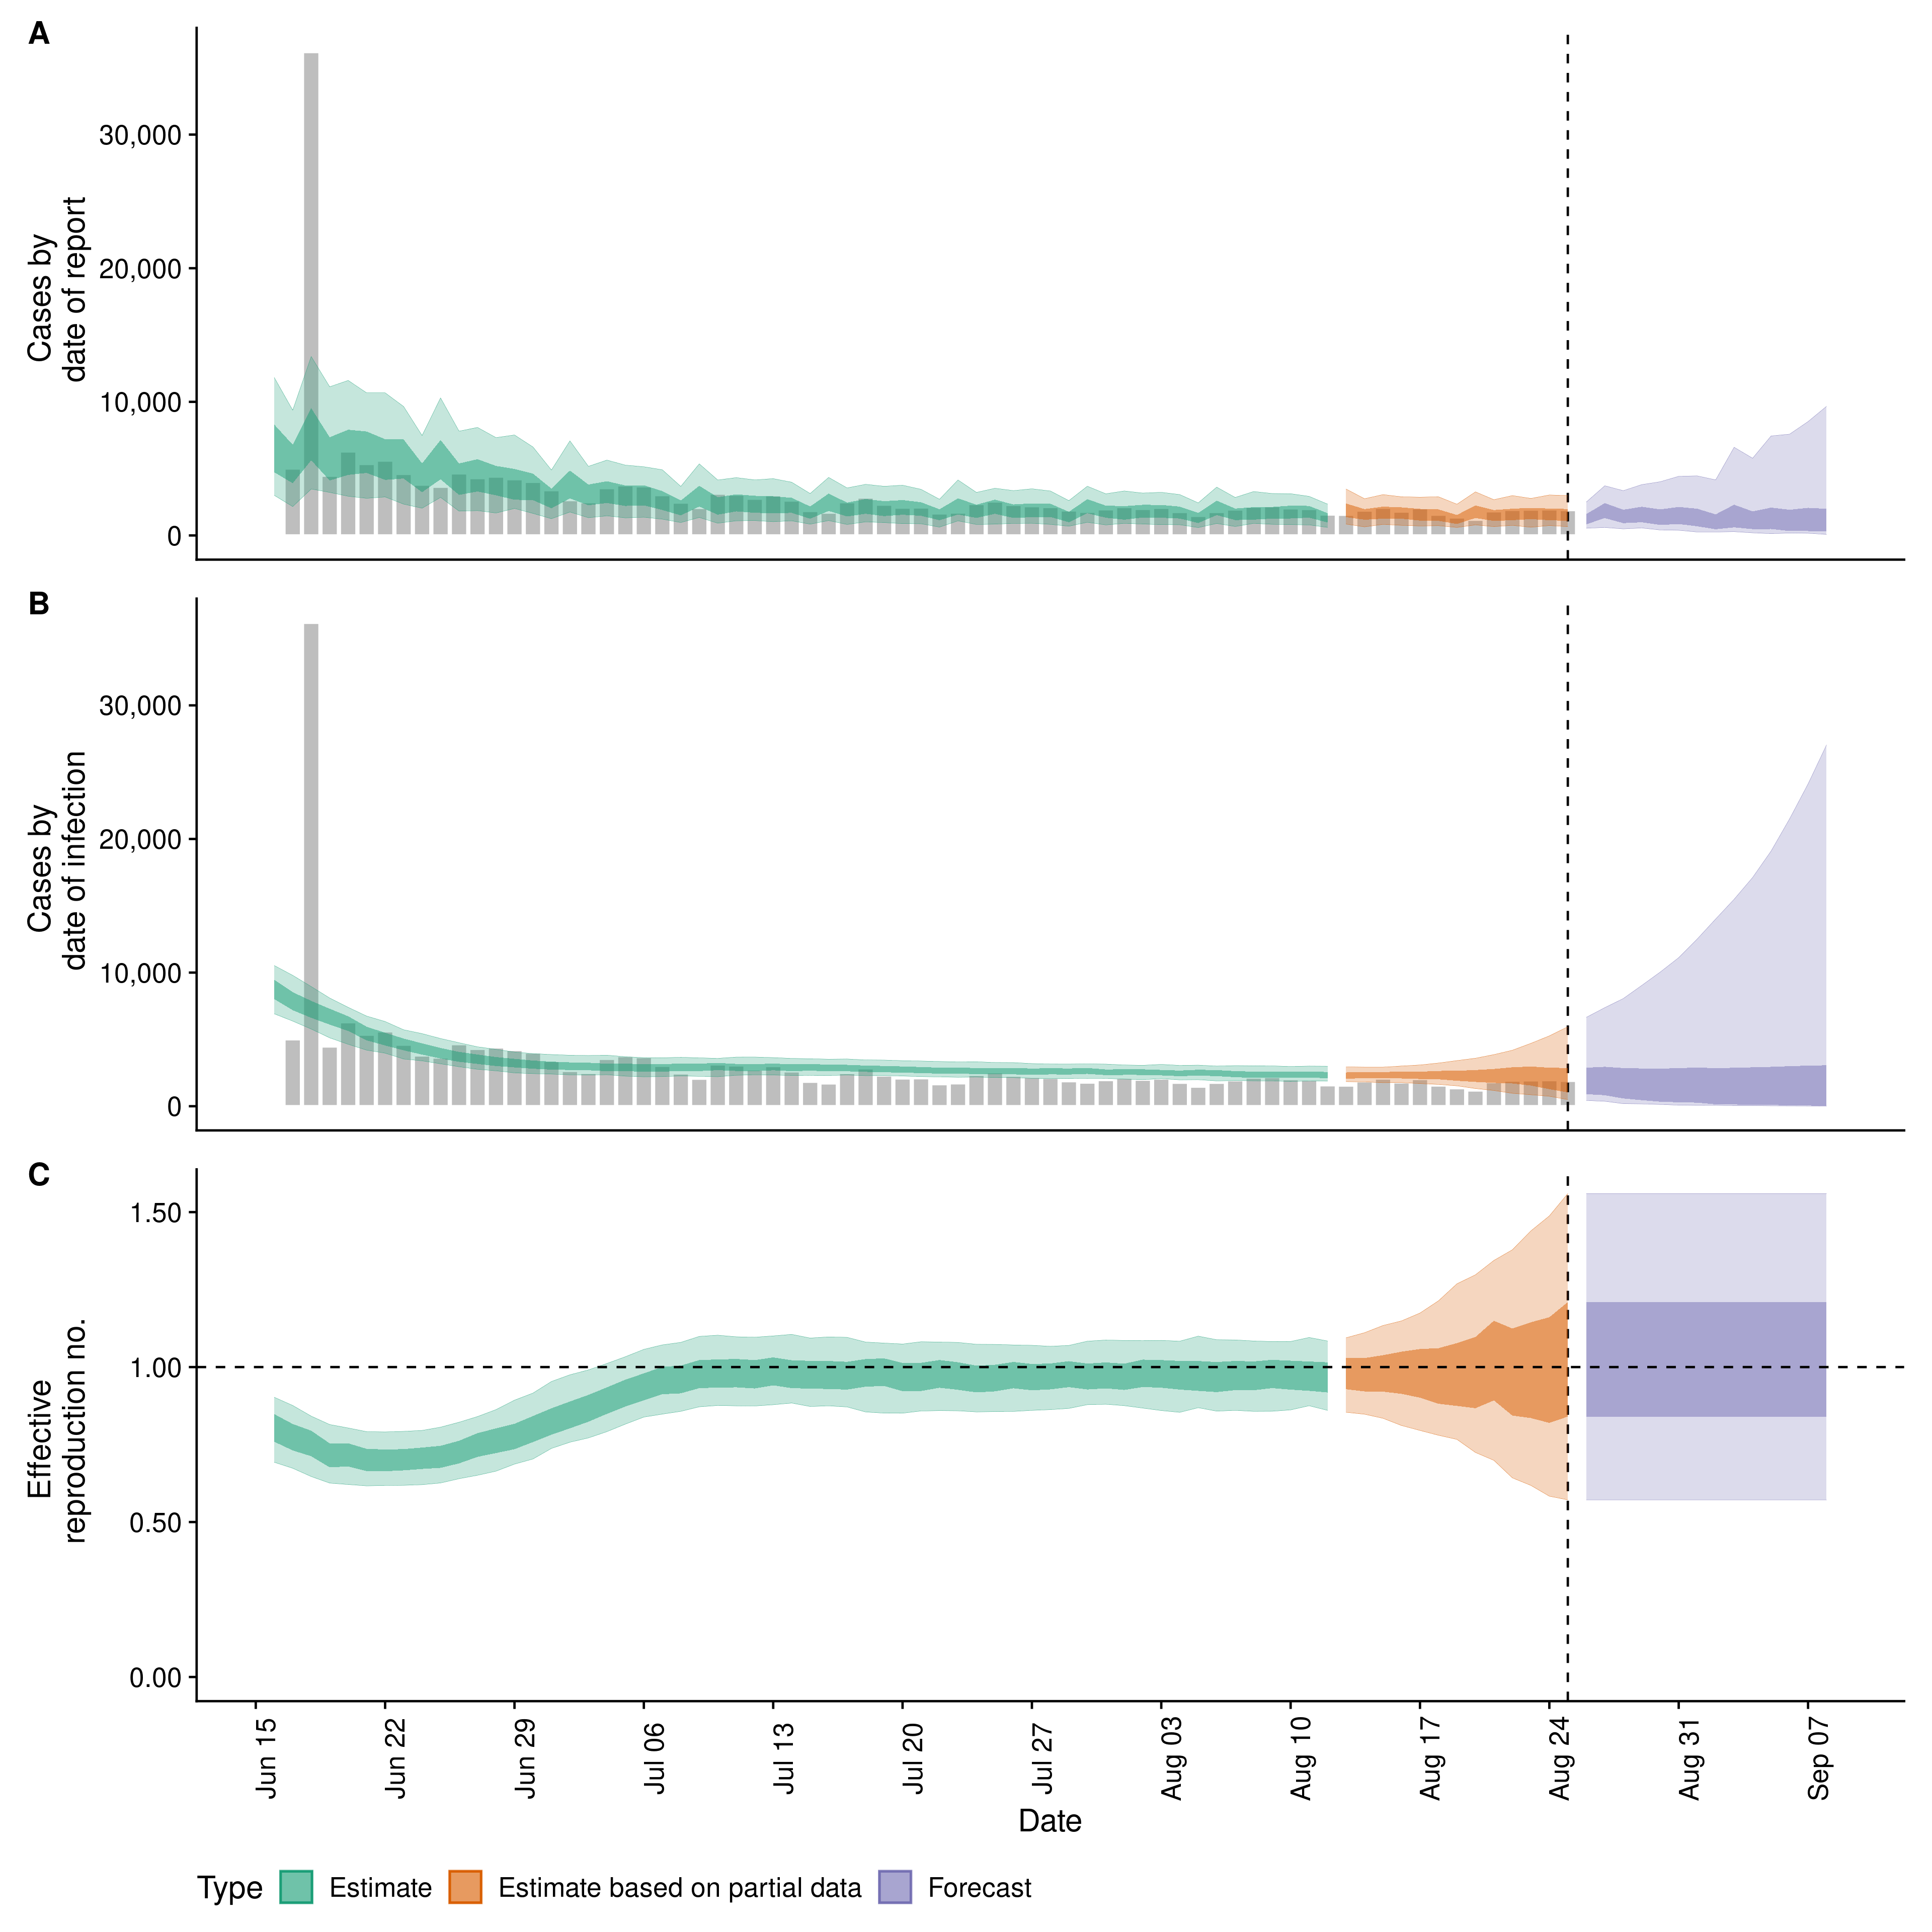 A
Cases by
date of report
30,000
20,000
10,000
0
B
Cases by
date of infection
30,000
20,000
10,000
0
C
Effective
reproduction no.
1.50
1.00
0.50
0.00
Jun 15
Jun 22
Jun 29
Jul 06
Jul 13
Jul 20
Jul 27
Aug 03
Aug 10
Aug 17
Aug 24
Aug 31
Sep 07
Date
Type Estimate Estimate based on partial data Forecast